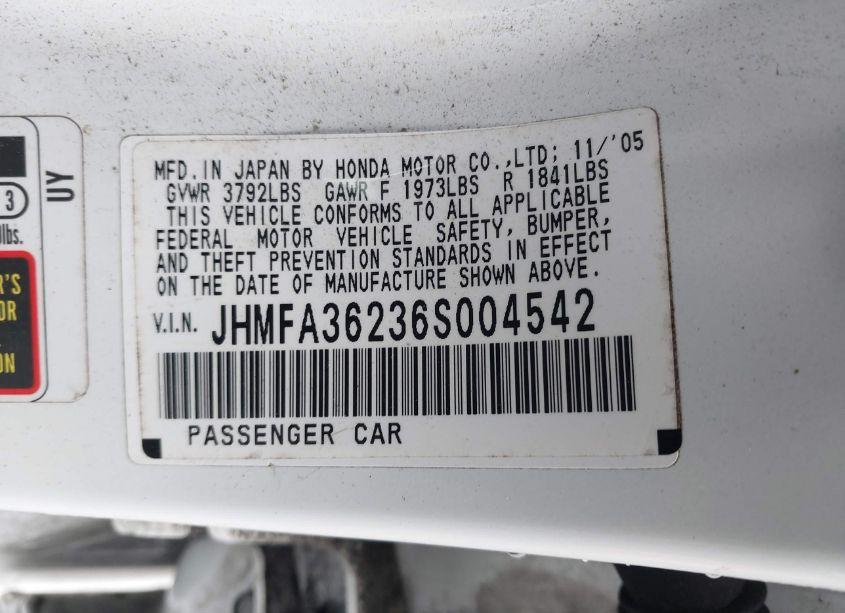 3
lbs.
R'S
OR
ON
UY
MFD.IN JAPAN BY HONDA MOTOR CO.,LTD; 11/'05
GVWR 3792LBS GAWR F 1973LBS R 1841LBS
THIS VEHICLE CONFORMS TO ALL APPLICABLE
FEDERAL MOTOR VEHICLE SAFETY, BUMPER,
AND THEFT PREVENTION STANDARDS IN EFFECT
ON THE DATE OF MANUFACTURE SHOWN ABOVE.
V.I.N. JHMFA36236S004542
PASSENGER CAR